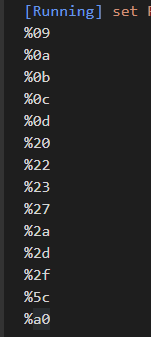 [Running] set
%09
%0a
%0b
%0c
%0d
%20
%22
%23
%27
%2a
%2d
%2f
%5c
%a0